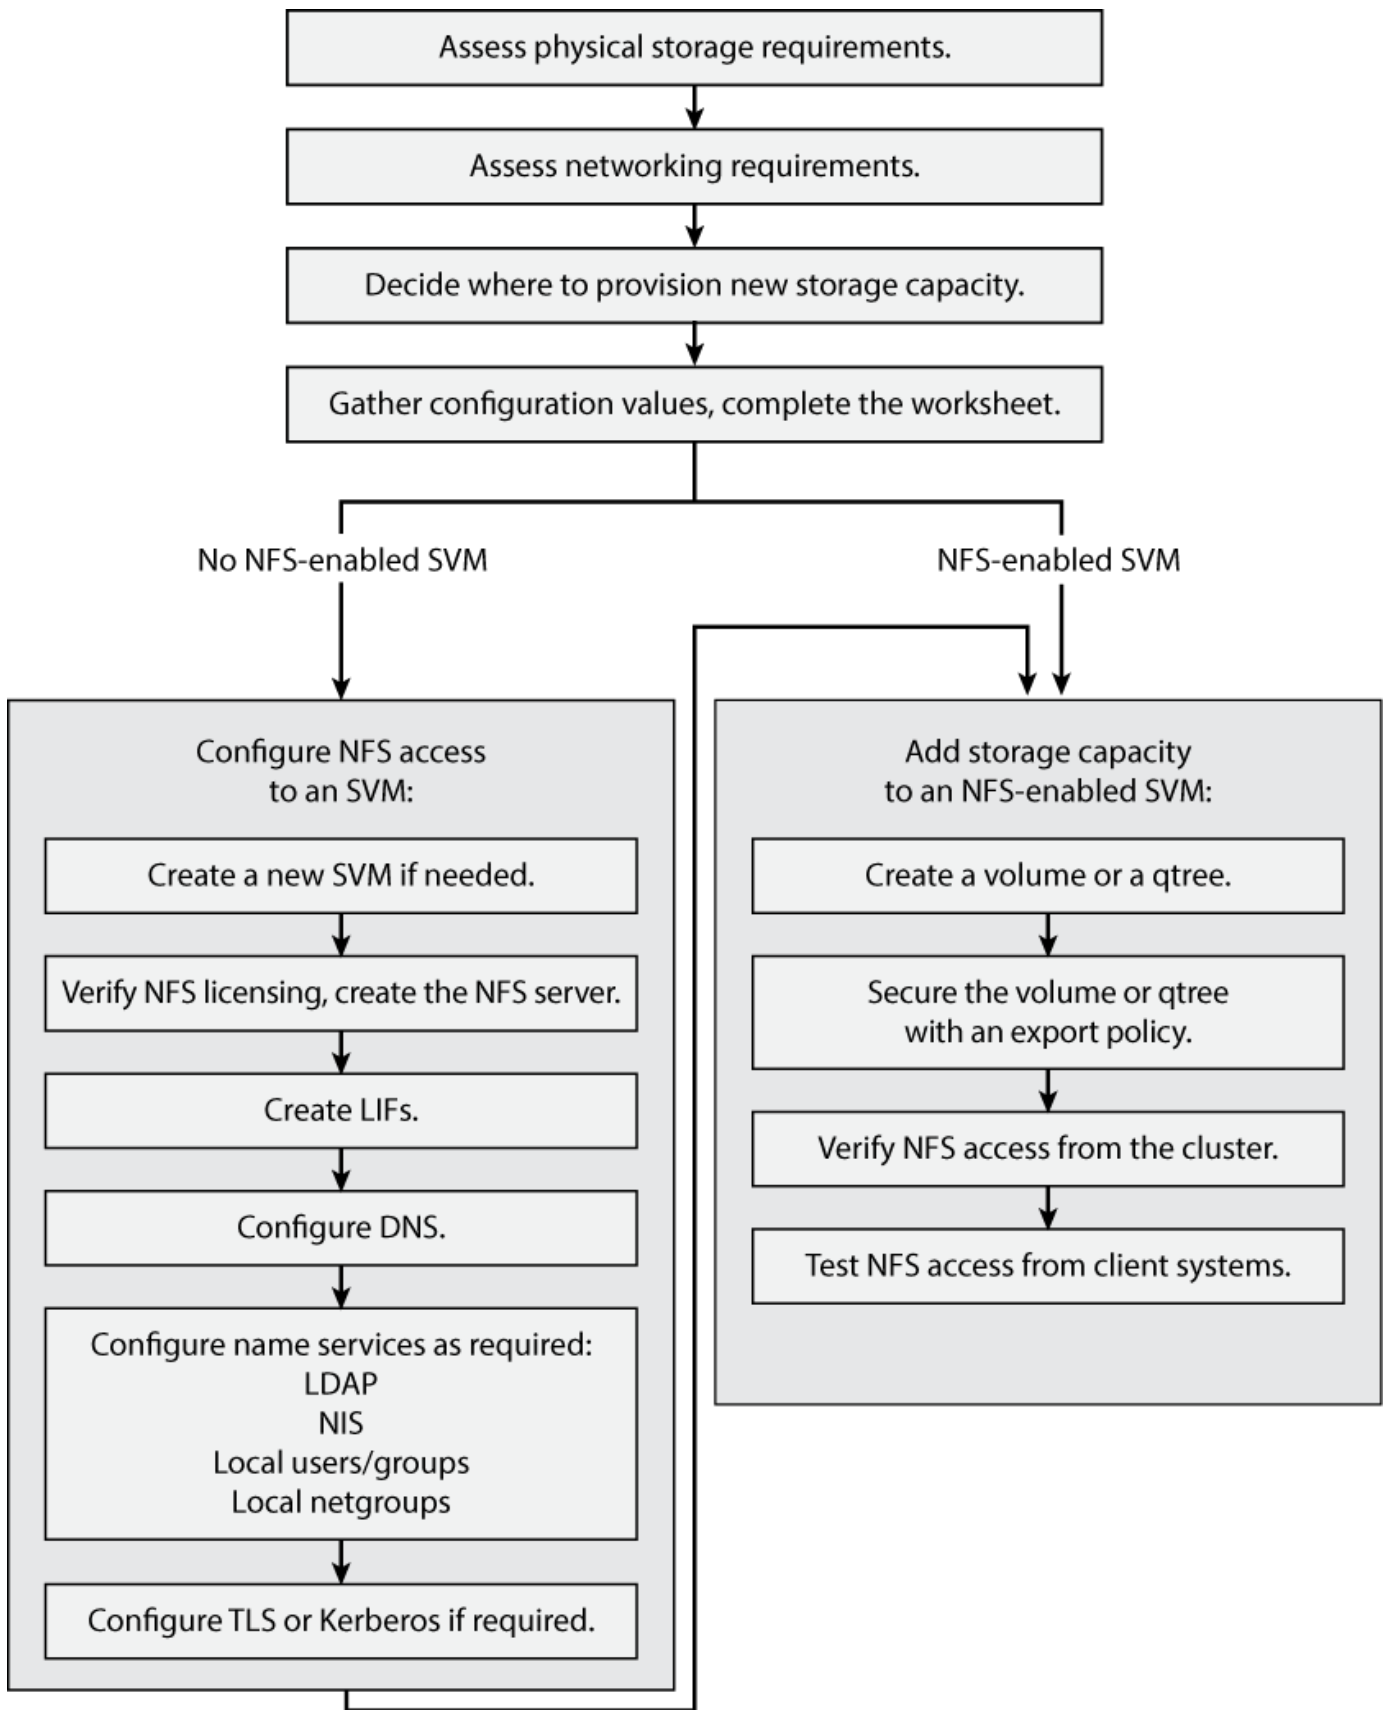 Assess physical storage requirements.
Assess networking requirements.
Decide where to provision new storage capacity.
Gather configuration values, complete the worksheet.
No NFS-enabled SVM
NFS-enabled SVM
Configure NFS access
to an SVM:
Create a new SVM if needed.
Verify NFS licensing, create the NFS server.
Create LIFs.
Configure DNS.
Configure name services as required:
LDAP
NIS
Local users/groups
Local netgroups
Configure TLS or Kerberos if required.
Add storage capacity
to an NFS-enabled SVM:
Create a volume or a qtree.
Secure the volume or qtree
with an export policy.
Verify NFS access from the cluster.
Test NFS access from client systems.